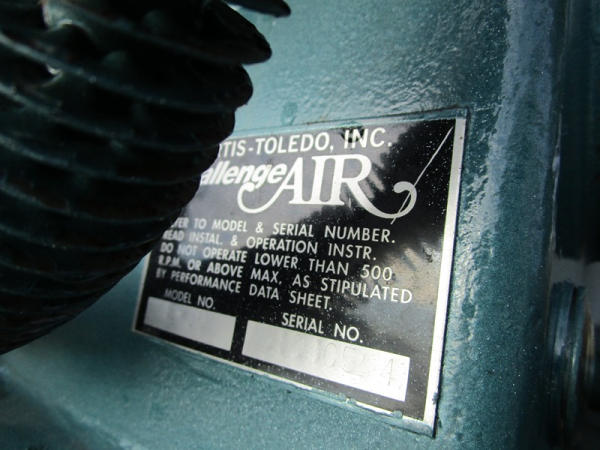 TIS-TOLEDO, INC.
allenge AIR
ER TO MODEL & SERIAL NUMBER.
READ INSTAL. & OPERATION INSTR.
DO NOT OPERATE LOWER THAN 500
R.P.M. OR ABOVE MAX. AS STIPULATED
BY PERFORMANCE DATA SHEET.
MODEL NO.
SERIAL NO.